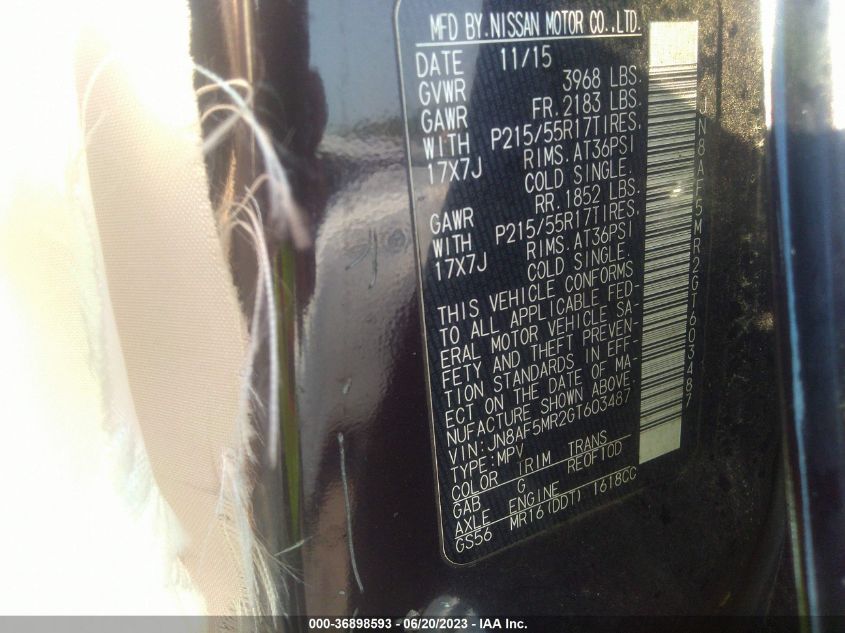 MFD BY.NISSAN MOTOR CO.,LTD.
DATE 11/15
GVWR 3968 LBS.
GAWR FR. 2183 LBS.
WITH P215/55R17TIRES,
17X7J RIMS.AT36PSI
COLD SINGLE.
GAWR RR. 1852 LBS.
WITH P215/55R17TIRES,
17X7J RIMS.AT36PSI
COLD SINGLE.
THIS VEHICLE CONFORMS
TO ALL APPLICABLE FED-
ERAL MOTOR VEHICLE SA-
FETY AND THEFT PREVEN-
TION STANDARDS IN EFF-
ECT ON THE DATE OF MA-
NUFACTURE SHOWN ABOVE.
VIN:JN8AF5MR2GT603487
TYPE:MPV
COLOR TRIM TRANS
GAB G RE0F10D
AXLE ENGINE
GS56 MR16(DDT) 1618CC
JN8AF5MR2GT603487
000-36898593 - 06/20/2023 - IAA Inc.